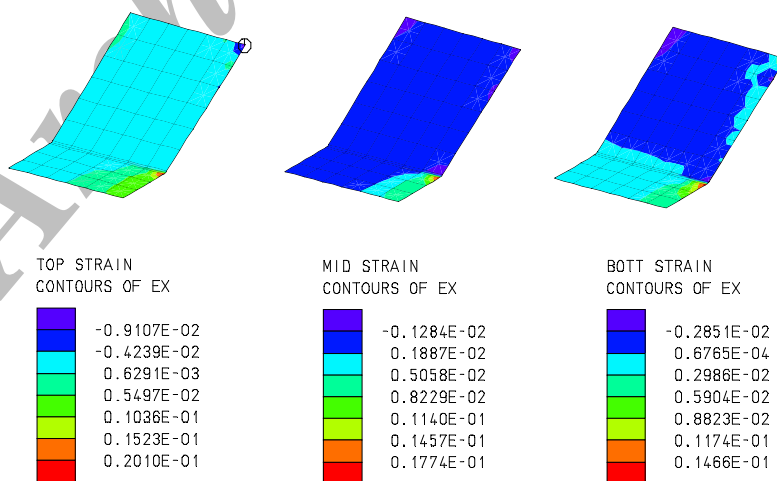 TOP STRAIN
CONTOURS OF EX
-0.9107E-02
-0.4239E-02
0.6291E-03
0.5497E-02
0.1036E-01
0.1523E-01
0.2010E-01
MID STRAIN
CONTOURS OF EX
-0.1284E-02
0.1887E-02
0.5058E-02
0.8229E-02
0.1140E-01
0.1457E-01
0.1774E-01
BOTT STRAIN
CONTOURS OF EX
-0.2851E-02
0.6765E-04
0.2986E-02
0.5904E-02
0.8823E-02
0.1174E-01
0.1466E-01